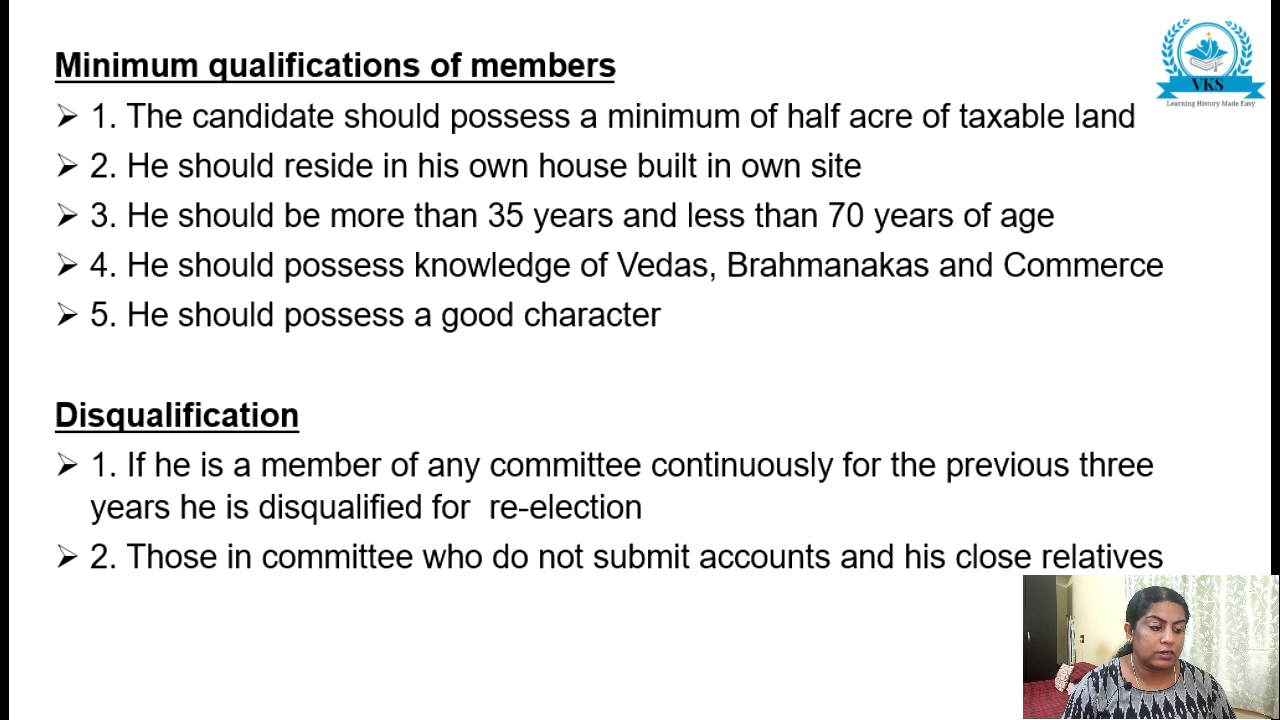 Minimum qualifications of members
VKS
Learning History Made Easy
➢ 1. The candidate should possess a minimum of half acre of taxable land
➢ 2. He should reside in his own house built in own site
➢ 3. He should be more than 35 years and less than 70 years of age
➢ 4. He should possess knowledge of Vedas, Brahmanakas and Commerce
➢ 5. He should possess a good character
Disqualification
➢ 1. If he is a member of any committee continuously for the previous three
years he is disqualified for  re-election
➢ 2. Those in committee who do not submit accounts and his close relatives